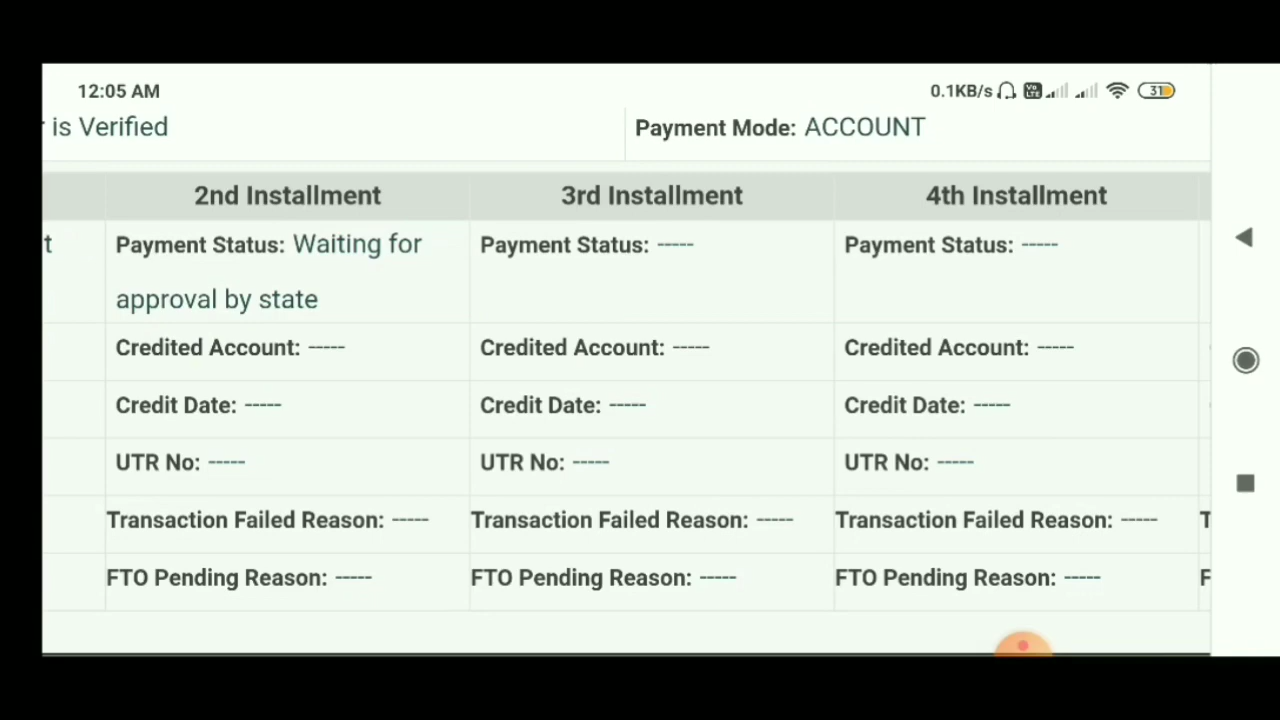 12:05 AM 0.1KB/s Vo LTE 31
is Verified Payment Mode: ACCOUNT
2nd Installment 3rd Installment 4th Installment
t Payment Status: Waiting for Payment Status: ----- Payment Status: -----
approval by state
Credited Account: ----- Credited Account: ----- Credited Account: -----
Credit Date: ----- Credit Date: ----- Credit Date: -----
UTR No: ----- UTR No: ----- UTR No: -----
Transaction Failed Reason: ----- Transaction Failed Reason: ----- Transaction Failed Reason: ----- T
FTO Pending Reason: ----- FTO Pending Reason: ----- FTO Pending Reason: ----- F